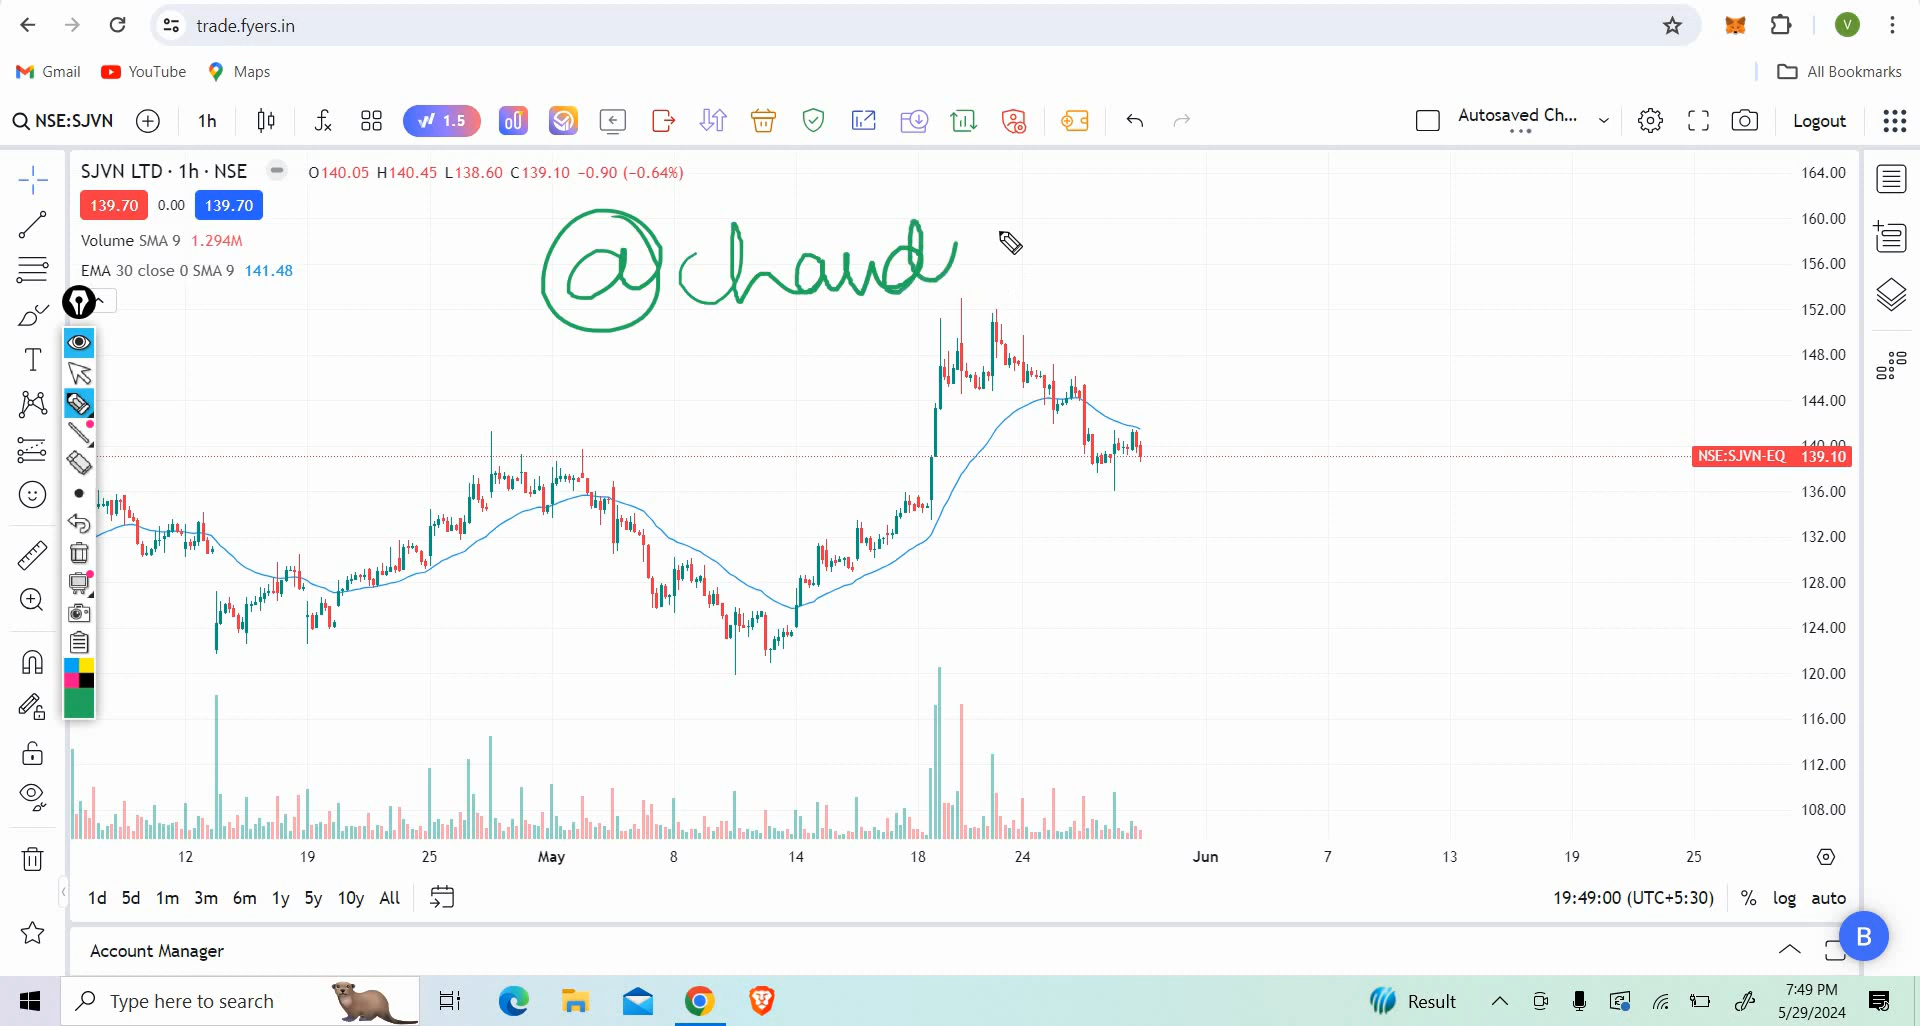 trade.fyers.in
V
Gmail YouTube Maps All Bookmarks
NSE:SJVN 1h 1.5 Autosaved Ch... Logout
SJVN LTD · 1h · NSE O140.05 H140.45 L138.60 C139.10 −0.90 (−0.64%)
139.70 0.00 139.70
Volume SMA 9 1.294M
EMA 30 close 0 SMA 9 141.48
@chand
164.00
160.00
156.00
152.00
148.00
144.00
140.00
NSE:SJVN-EQ 139.10
136.00
132.00
128.00
124.00
120.00
116.00
112.00
108.00
12 19 25 May 8 14 18 24 Jun 7 13 19 25
1d 5d 1m 3m 6m 1y 5y 10y All 19:49:00 (UTC+5:30) % log auto
B
Account Manager
Type here to search Result 7:49 PM
5/29/2024